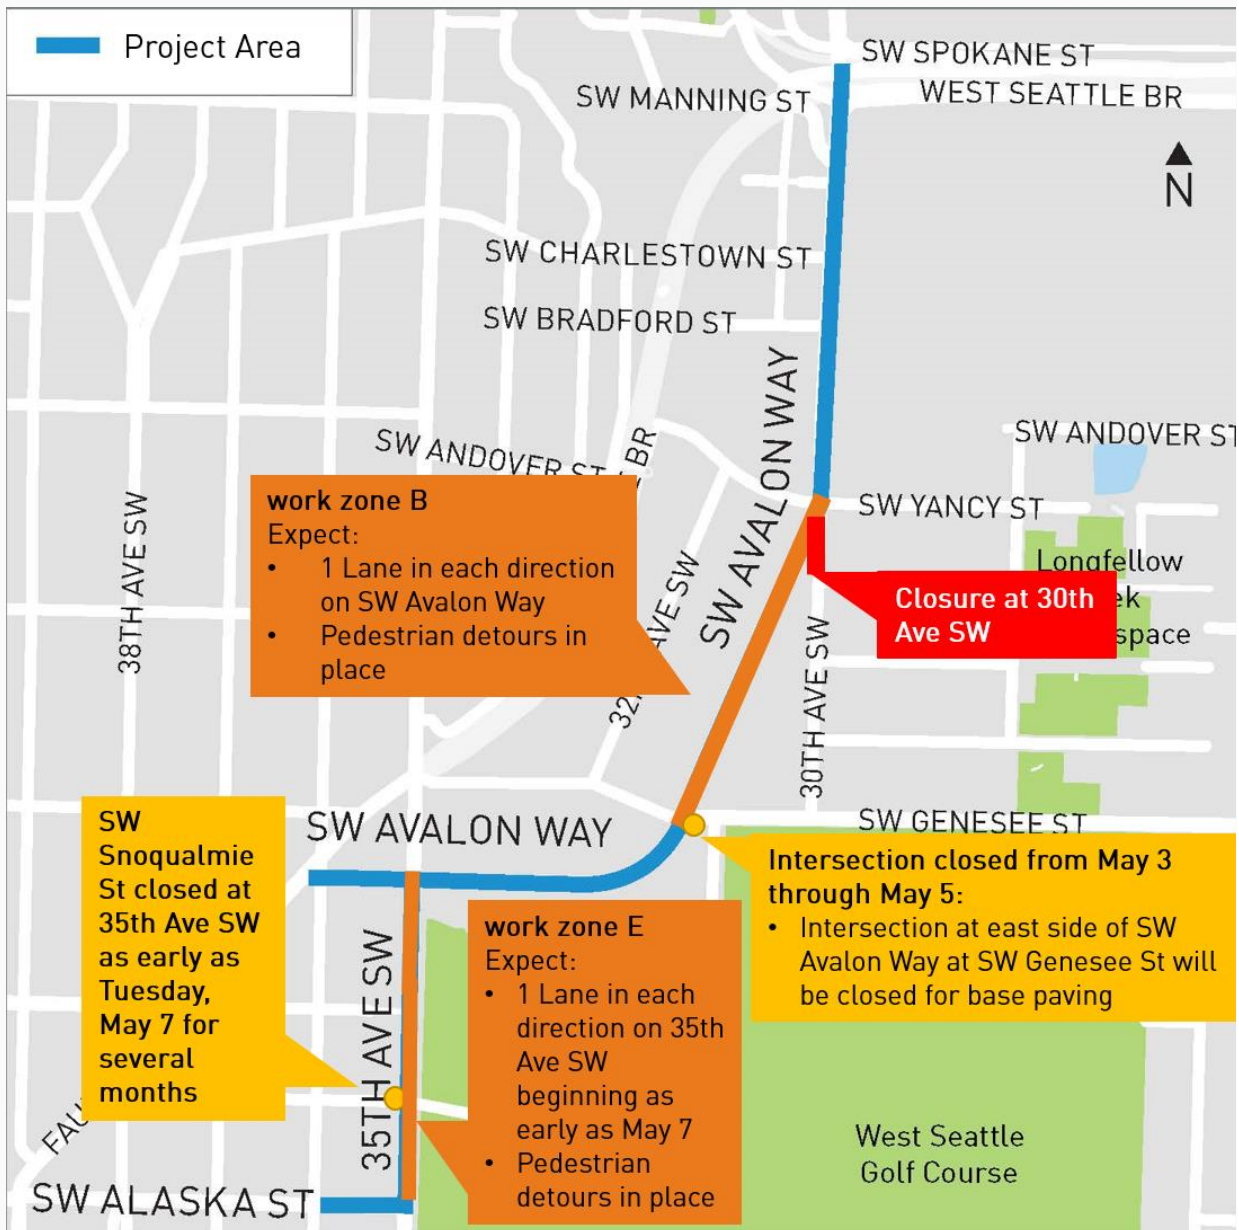 Project Area
SW SPOKANE ST
WEST SEATTLE BR
SW MANNING ST
N
SW CHARLESTOWN ST
SW BRADFORD ST
SW AVALON WAY
SW ANDOVER ST
BR
SW ANDOVER ST
SW YANCY ST
38TH AVE SW
work zone B
Expect:
• 1 Lane in each direction
on SW Avalon Way
• Pedestrian detours in
place
AVE SW
30TH AVE SW
Longfellow
space
Closure at 30th
Ave SW
SW GENESEE ST
SW AVALON WAY
SW
Snoqualmie
St closed at
35th Ave SW
as early as
Tuesday,
May 7 for
several
months
Intersection closed from May 3
through May 5:
• Intersection at east side of SW
Avalon Way at SW Genesee St will
be closed for base paving
35TH AVE SW
work zone E
Expect:
• 1 Lane in each
direction on 35th
Ave SW
beginning as
early as May 7
• Pedestrian
detours in place
West Seattle
Golf Course
SW ALASKA ST